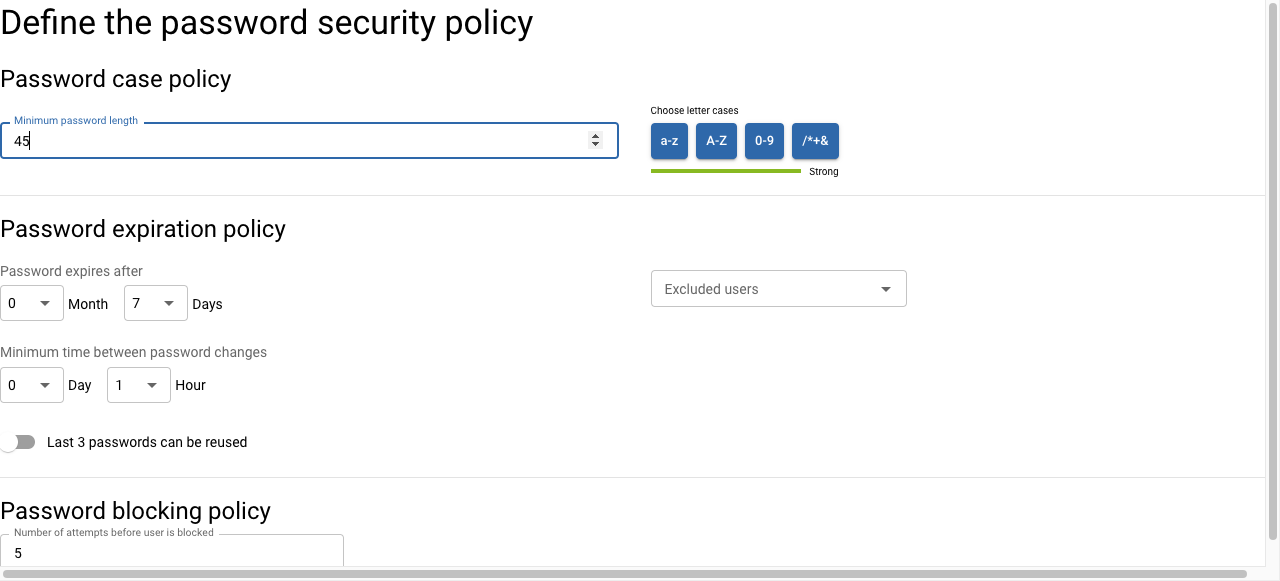 Define the password security policy
Password case policy
Minimum password length
45
Choose letter cases
a-z A-Z 0-9 /*+&
Strong
Password expiration policy
Password expires after
0 Month 7 Days
Excluded users
Minimum time between password changes
0 Day 1 Hour
Last 3 passwords can be reused
Password blocking policy
Number of attempts before user is blocked
5